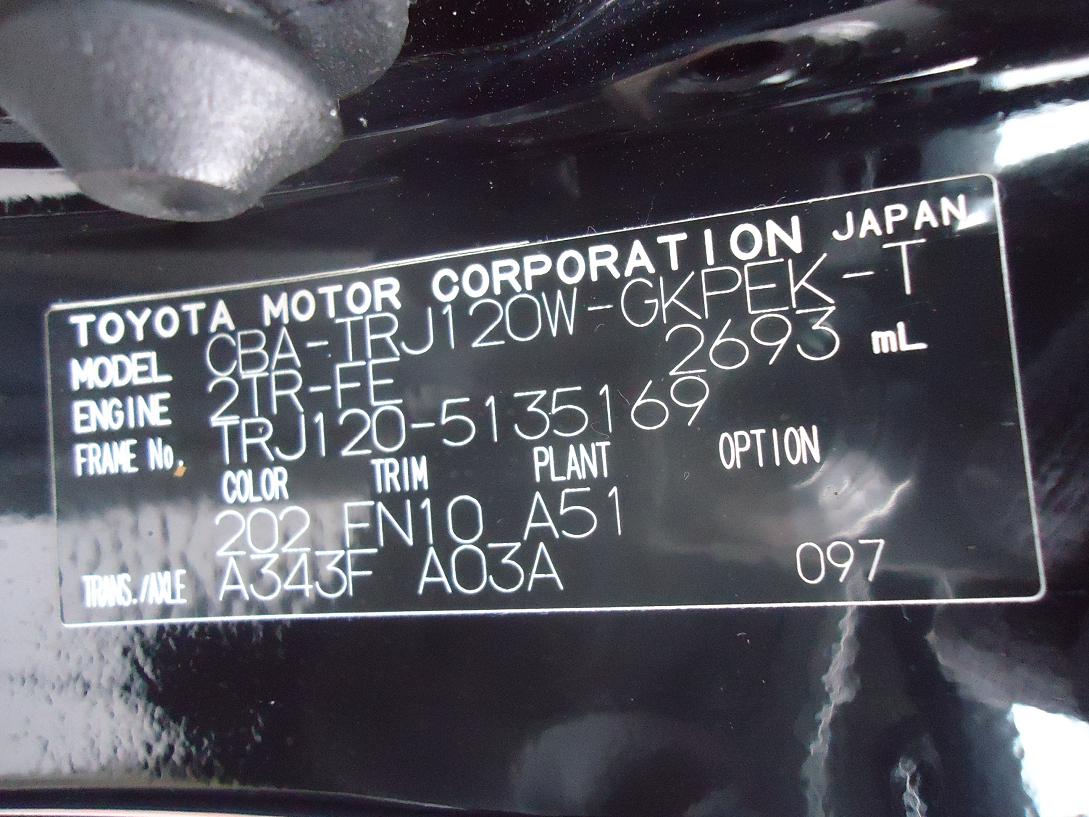 TOYOTA MOTOR CORPORATION JAPAN
MODEL CBA-TRJ120W-GKPEK-T
ENGINE 2TR-FE 2693 mL
FRAME No. TRJ120-5135169
COLOR TRIM PLANT OPTION
202 FN10 A51
TRANS./AXLE A343F A03A 097